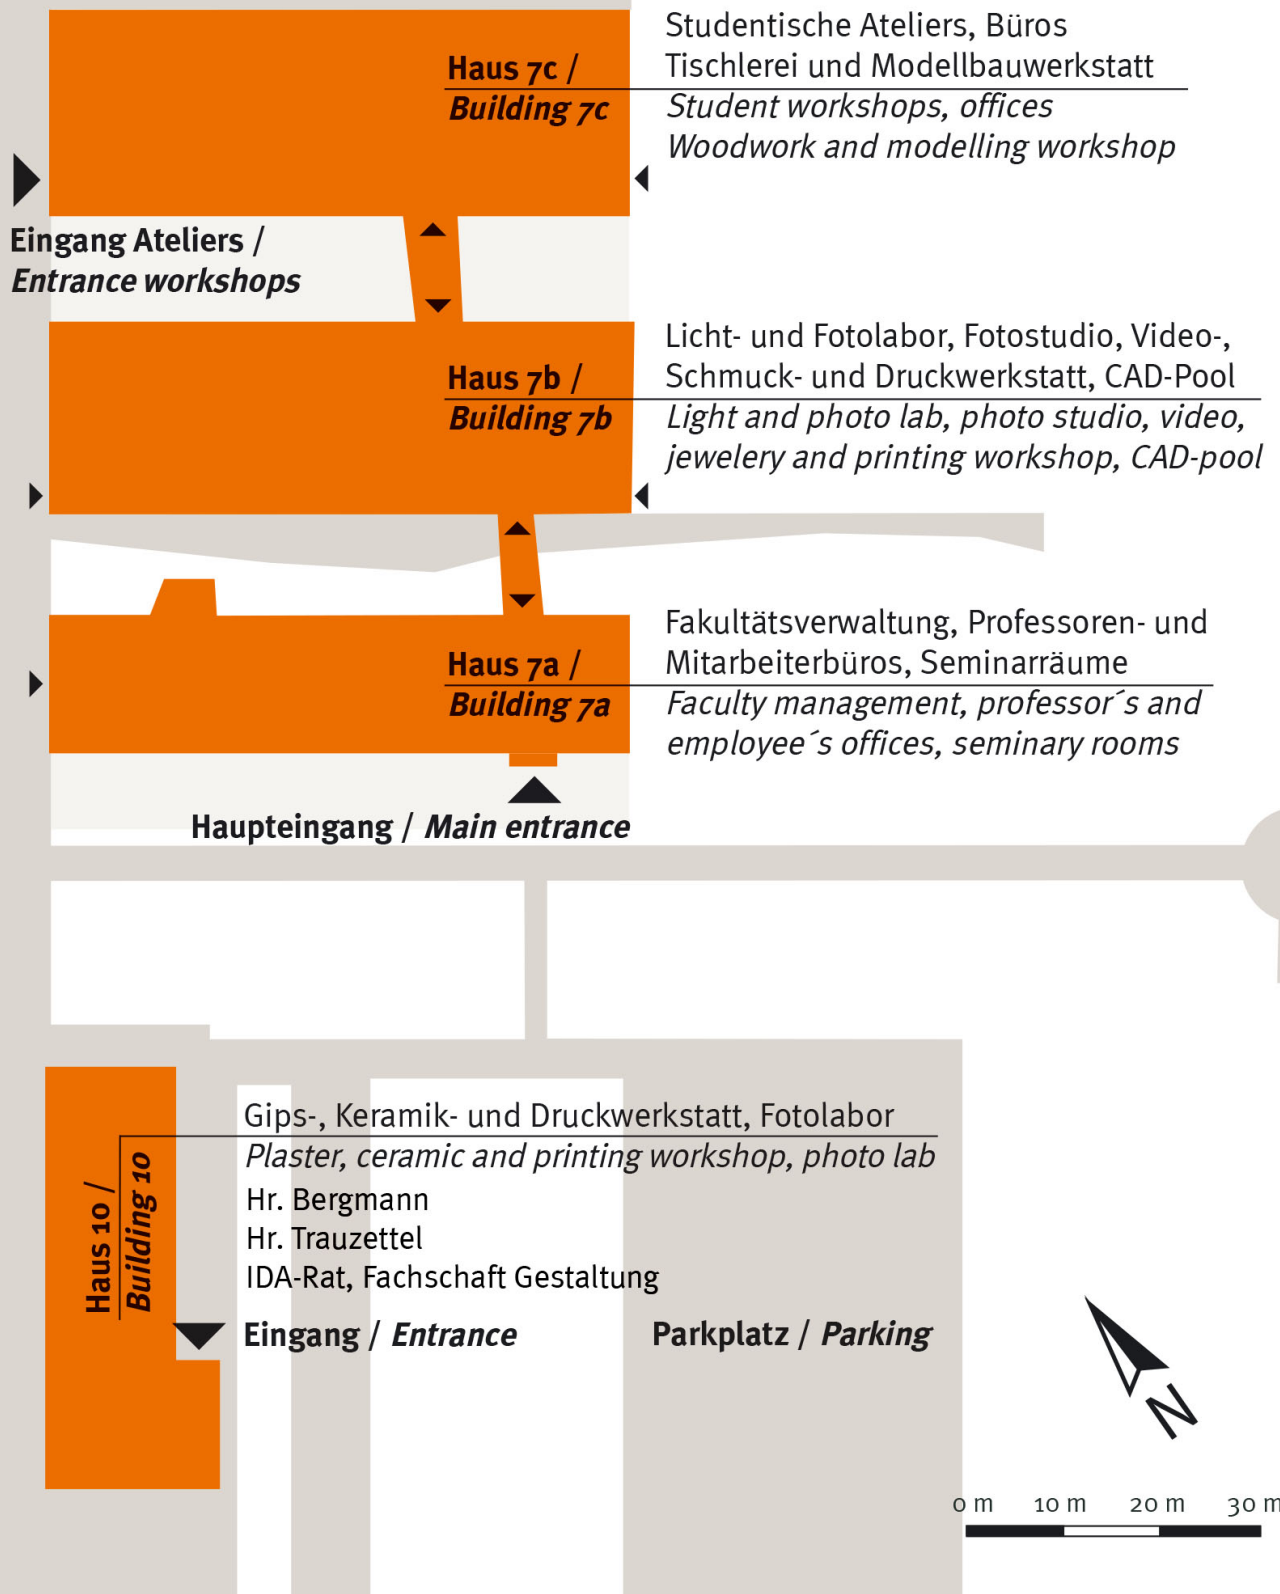 Haus 7c /
Building 7c
Studentische Ateliers, Büros
Tischlerei und Modellbauwerkstatt
Student workshops, offices
Woodwork and modelling workshop
Eingang Ateliers /
Entrance workshops
Haus 7b /
Building 7b
Licht- und Fotolabor, Fotostudio, Video-,
Schmuck- und Druckwerkstatt, CAD-Pool
Light and photo lab, photo studio, video,
jewelery and printing workshop, CAD-pool
Haus 7a /
Building 7a
Fakultätsverwaltung, Professoren- und
Mitarbeiterbüros, Seminarräume
Faculty management, professor´s and
employee´s offices, seminary rooms
Haupteingang / Main entrance
Haus 10 /
Building 10
Gips-, Keramik- und Druckwerkstatt, Fotolabor
Plaster, ceramic and printing workshop, photo lab
Hr. Bergmann
Hr. Trauzettel
IDA-Rat, Fachschaft Gestaltung
Eingang / Entrance
Parkplatz / Parking
N
0 m 10 m 20 m 30 m